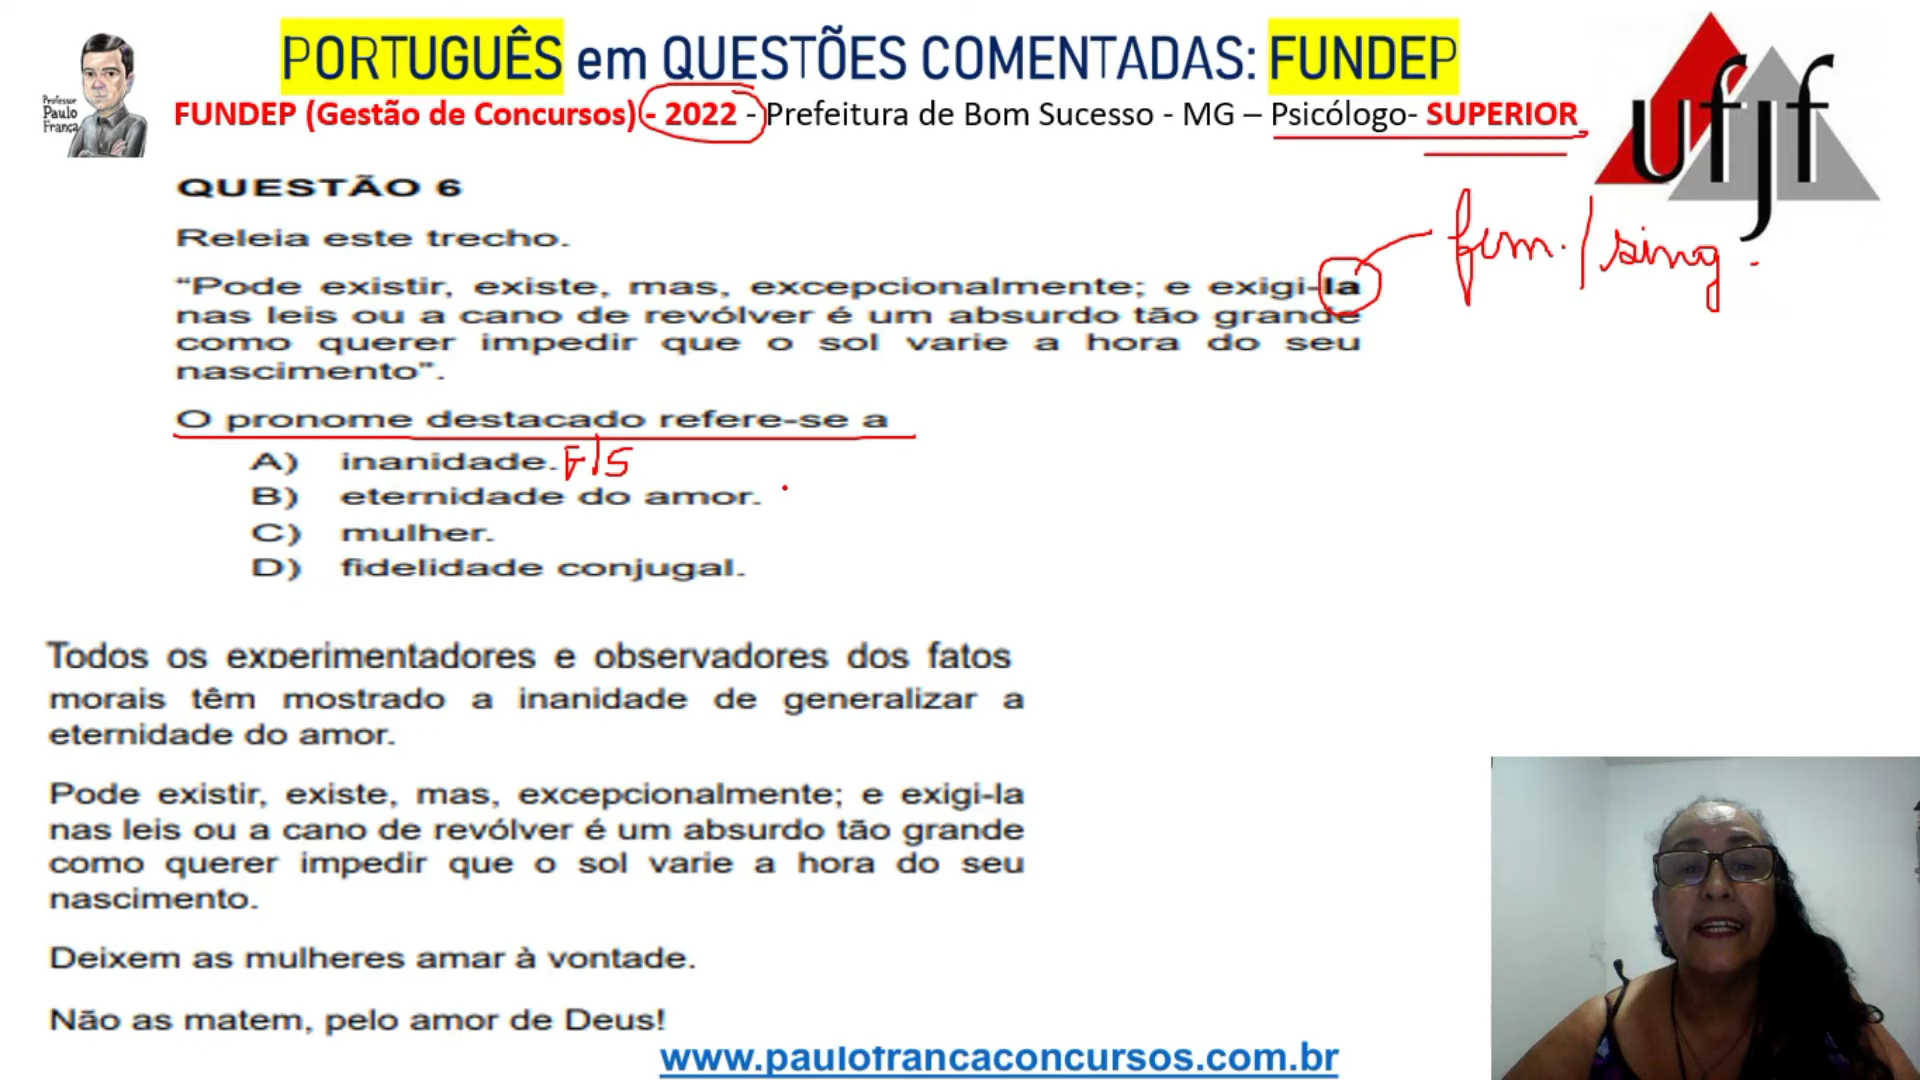 PORTUGUÊS em QUESTÕES COMENTADAS: FUNDEP
Professor
Paulo
França
FUNDEP (Gestão de Concursos) - 2022 - Prefeitura de Bom Sucesso - MG – Psicólogo- SUPERIOR
ufjf
QUESTÃO 6
Releia este trecho.
fem. / sing.
“Pode existir, existe, mas, excepcionalmente; e exigi-la
nas leis ou a cano de revólver é um absurdo tão grande
como querer impedir que o sol varie a hora do seu
nascimento”.
O pronome destacado refere-se a
A) inanidade. F/S
B) eternidade do amor.
C) mulher.
D) fidelidade conjugal.
Todos os experimentadores e observadores dos fatos
morais têm mostrado a inanidade de generalizar a
eternidade do amor.
Pode existir, existe, mas, excepcionalmente; e exigi-la
nas leis ou a cano de revólver é um absurdo tão grande
como querer impedir que o sol varie a hora do seu
nascimento.
Deixem as mulheres amar à vontade.
Não as matem, pelo amor de Deus!
www.paulofrancaconcursos.com.br